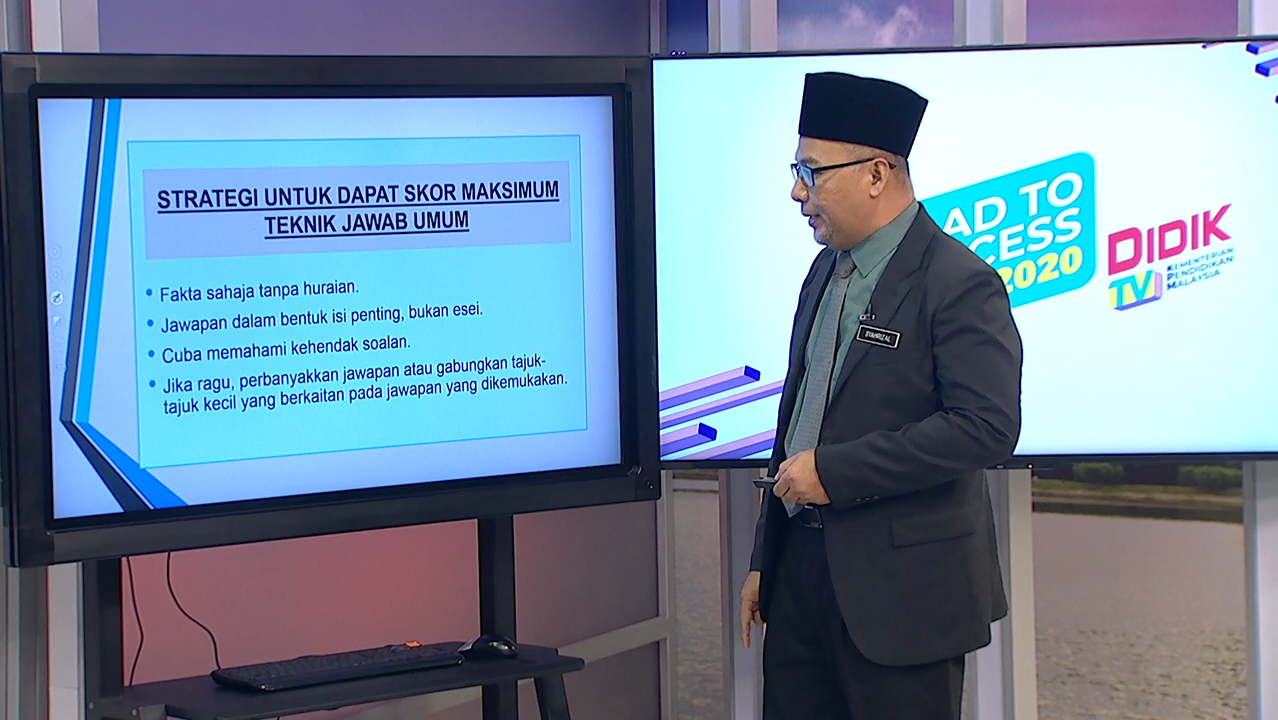 STRATEGI UNTUK DAPAT SKOR MAKSIMUM
TEKNIK JAWAB UMUM
• Fakta sahaja tanpa huraian.
• Jawapan dalam bentuk isi penting, bukan esei.
• Cuba memahami kehendak soalan.
• Jika ragu, perbanyakkan jawapan atau gabungkan tajuk-
tajuk kecil yang berkaitan pada jawapan yang dikemukakan.
AD TO
CESS
2020
DIDIK
TV
KEMENTERIAN
PENDIDIKAN
MALAYSIA
SYAHRIZAL